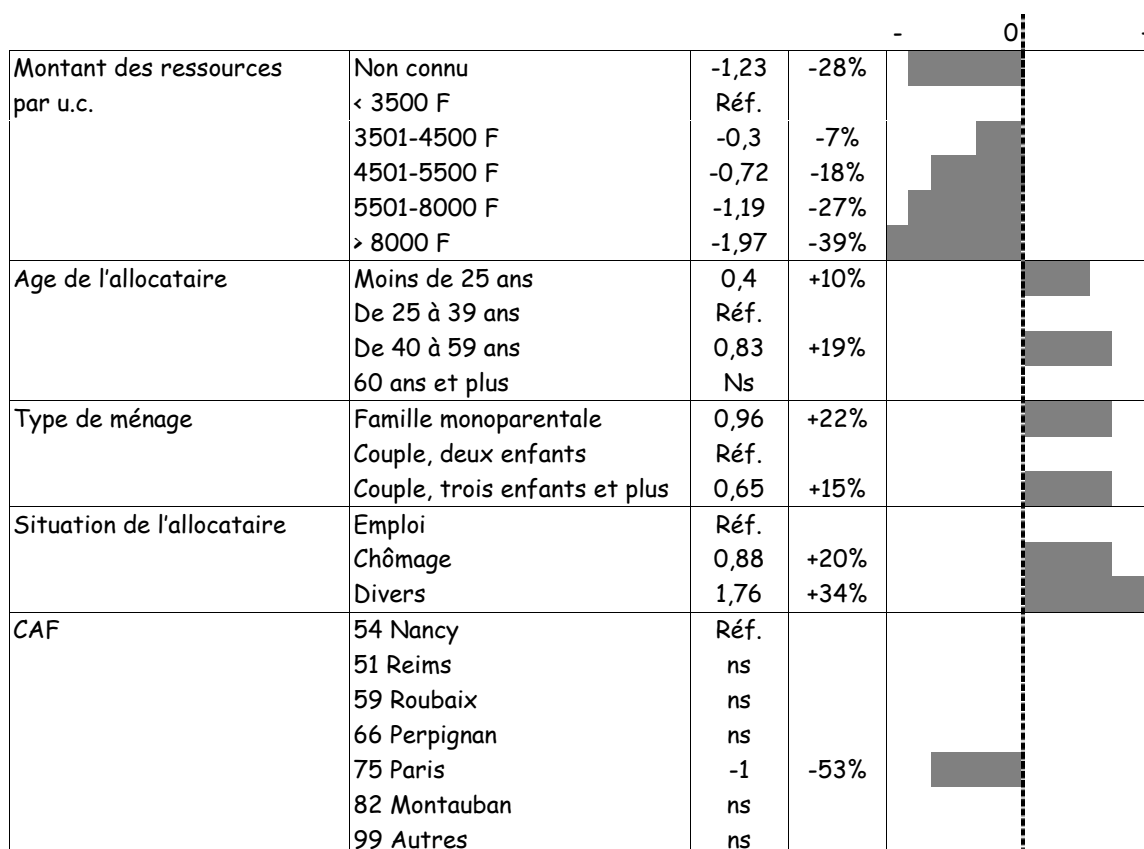 - 0 -
Montant des ressources Non connu -1,23 -28%
par u.c. < 3500 F Réf.
3501-4500 F -0,3 -7%
4501-5500 F -0,72 -18%
5501-8000 F -1,19 -27%
> 8000 F -1,97 -39%
Age de l'allocataire Moins de 25 ans 0,4 +10%
De 25 à 39 ans Réf.
De 40 à 59 ans 0,83 +19%
60 ans et plus Ns
Type de ménage Famille monoparentale 0,96 +22%
Couple, deux enfants Réf.
Couple, trois enfants et plus 0,65 +15%
Situation de l'allocataire Emploi Réf.
Chômage 0,88 +20%
Divers 1,76 +34%
CAF 54 Nancy Réf.
51 Reims ns
59 Roubaix ns
66 Perpignan ns
75 Paris -1 -53%
82 Montauban ns
99 Autres ns